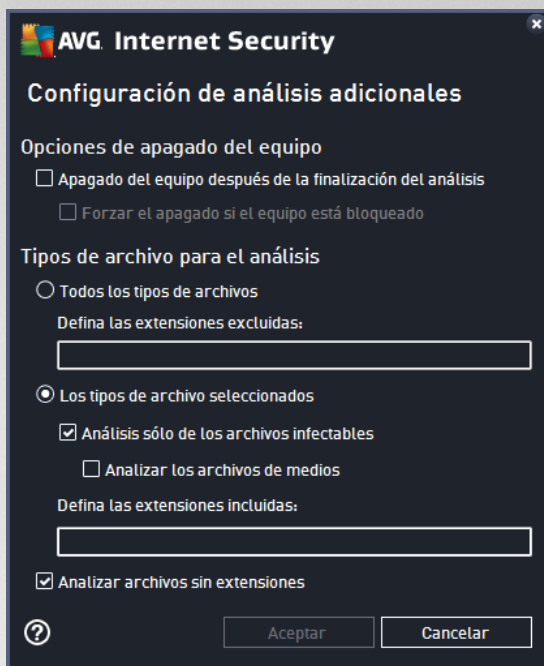 AVG. Internet Security
Configuración de análisis adicionales
Opciones de apagado del equipo
Apagado del equipo después de la finalización del análisis
Forzar el apagado si el equipo está bloqueado
Tipos de archivo para el análisis
Todos los tipos de archivos
Defina las extensiones excluidas:
Los tipos de archivo seleccionados
Análisis sólo de los archivos infectables
Analizar los archivos de medios
Defina las extensiones incluidas:
Analizar archivos sin extensiones
Aceptar
Cancelar